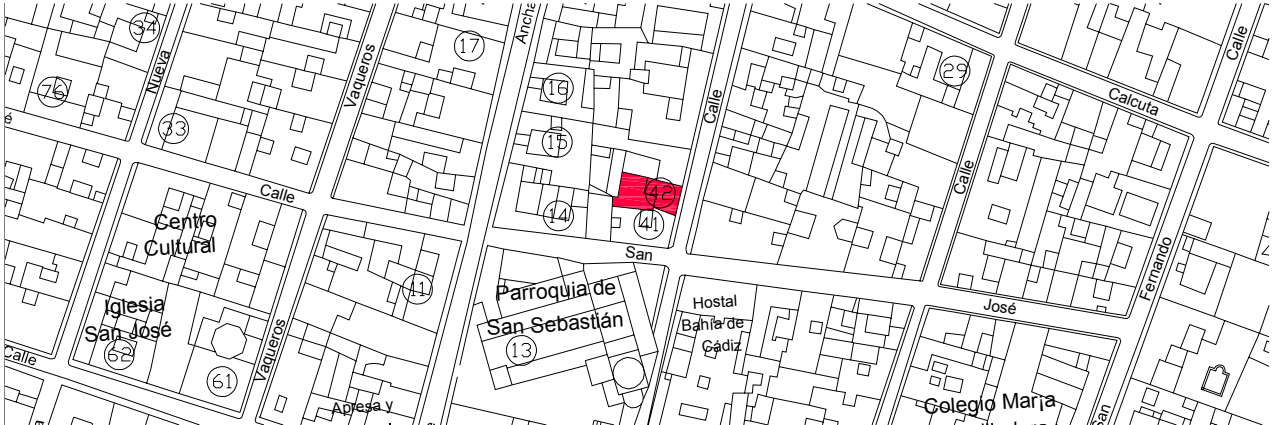 34
17
Ancha
Calle
29
76
Nueva
Vaqueros
16
Calle
Calcuta
33
15
Calle
Calle
42
14
41
Centro
Cultural
San
Fernando
11
Parroquia de
San Sebastián
13
Hostal
Bahía de
Cádiz
José
Iglesia
San José
62
61
Calle
Vaqueros
Apresa y
Colegio María
San